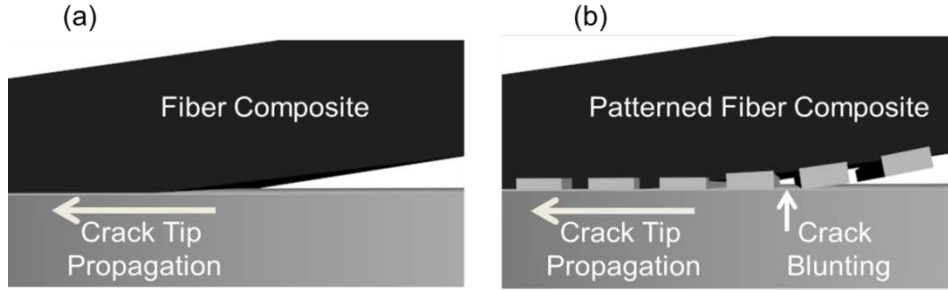 (a)
Fiber Composite
Crack Tip
Propagation
(b)
Patterned Fiber Composite
Crack Tip
Propagation
Crack
Blunting